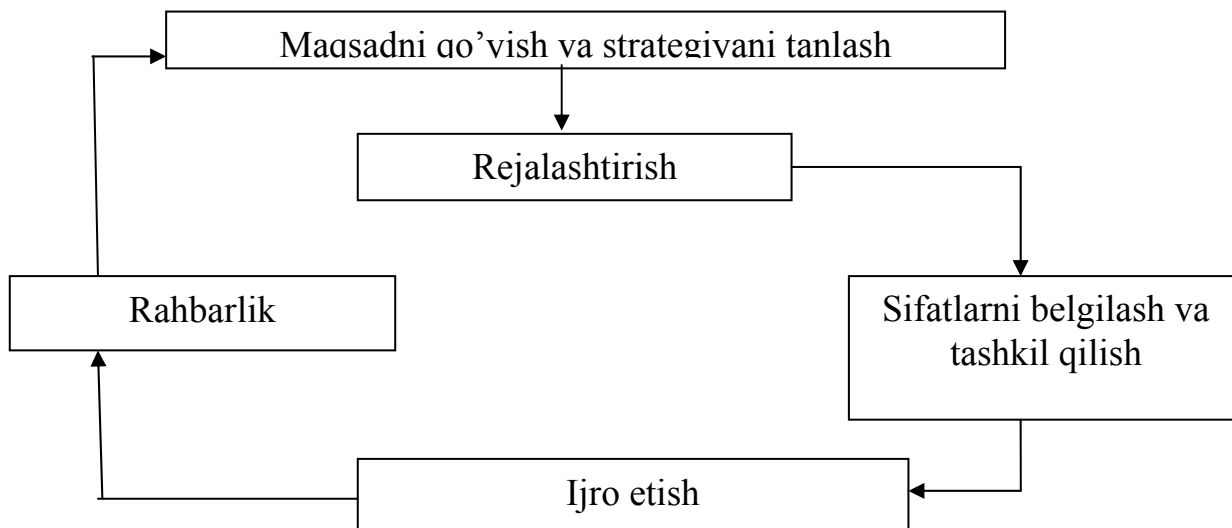 Maqsadni qo’yish va strategiyani tanlash
Rejalashtirish
Rahbarlik
Sifatlarni belgilash va
tashkil qilish
Ijro etish